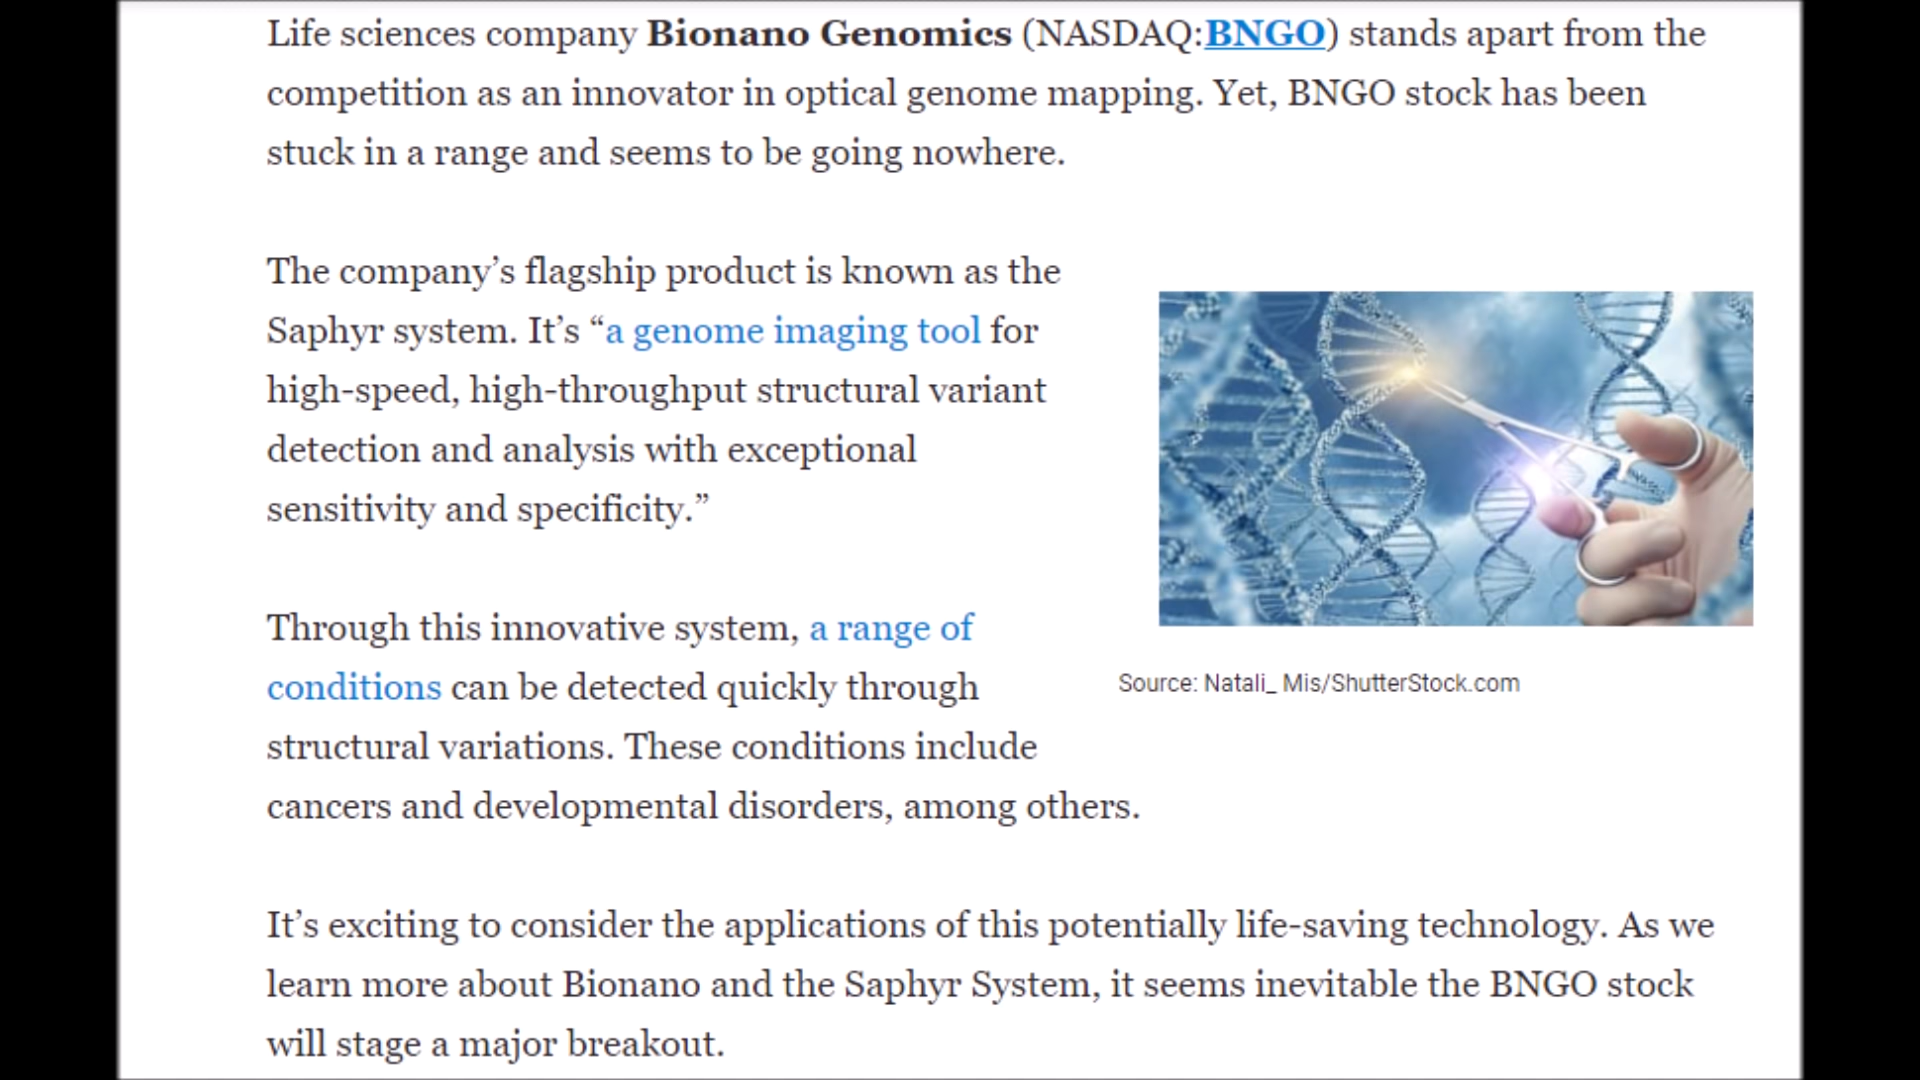 Life sciences company Bionano Genomics (NASDAQ:BNGO) stands apart from the
competition as an innovator in optical genome mapping. Yet, BNGO stock has been
stuck in a range and seems to be going nowhere.
The company’s flagship product is known as the
Saphyr system. It’s “a genome imaging tool for
high-speed, high-throughput structural variant
detection and analysis with exceptional
sensitivity and specificity.”
Through this innovative system, a range of
conditions can be detected quickly through
structural variations. These conditions include
cancers and developmental disorders, among others.
Source: Natali_ Mis/ShutterStock.com
It’s exciting to consider the applications of this potentially life-saving technology. As we
learn more about Bionano and the Saphyr System, it seems inevitable the BNGO stock
will stage a major breakout.